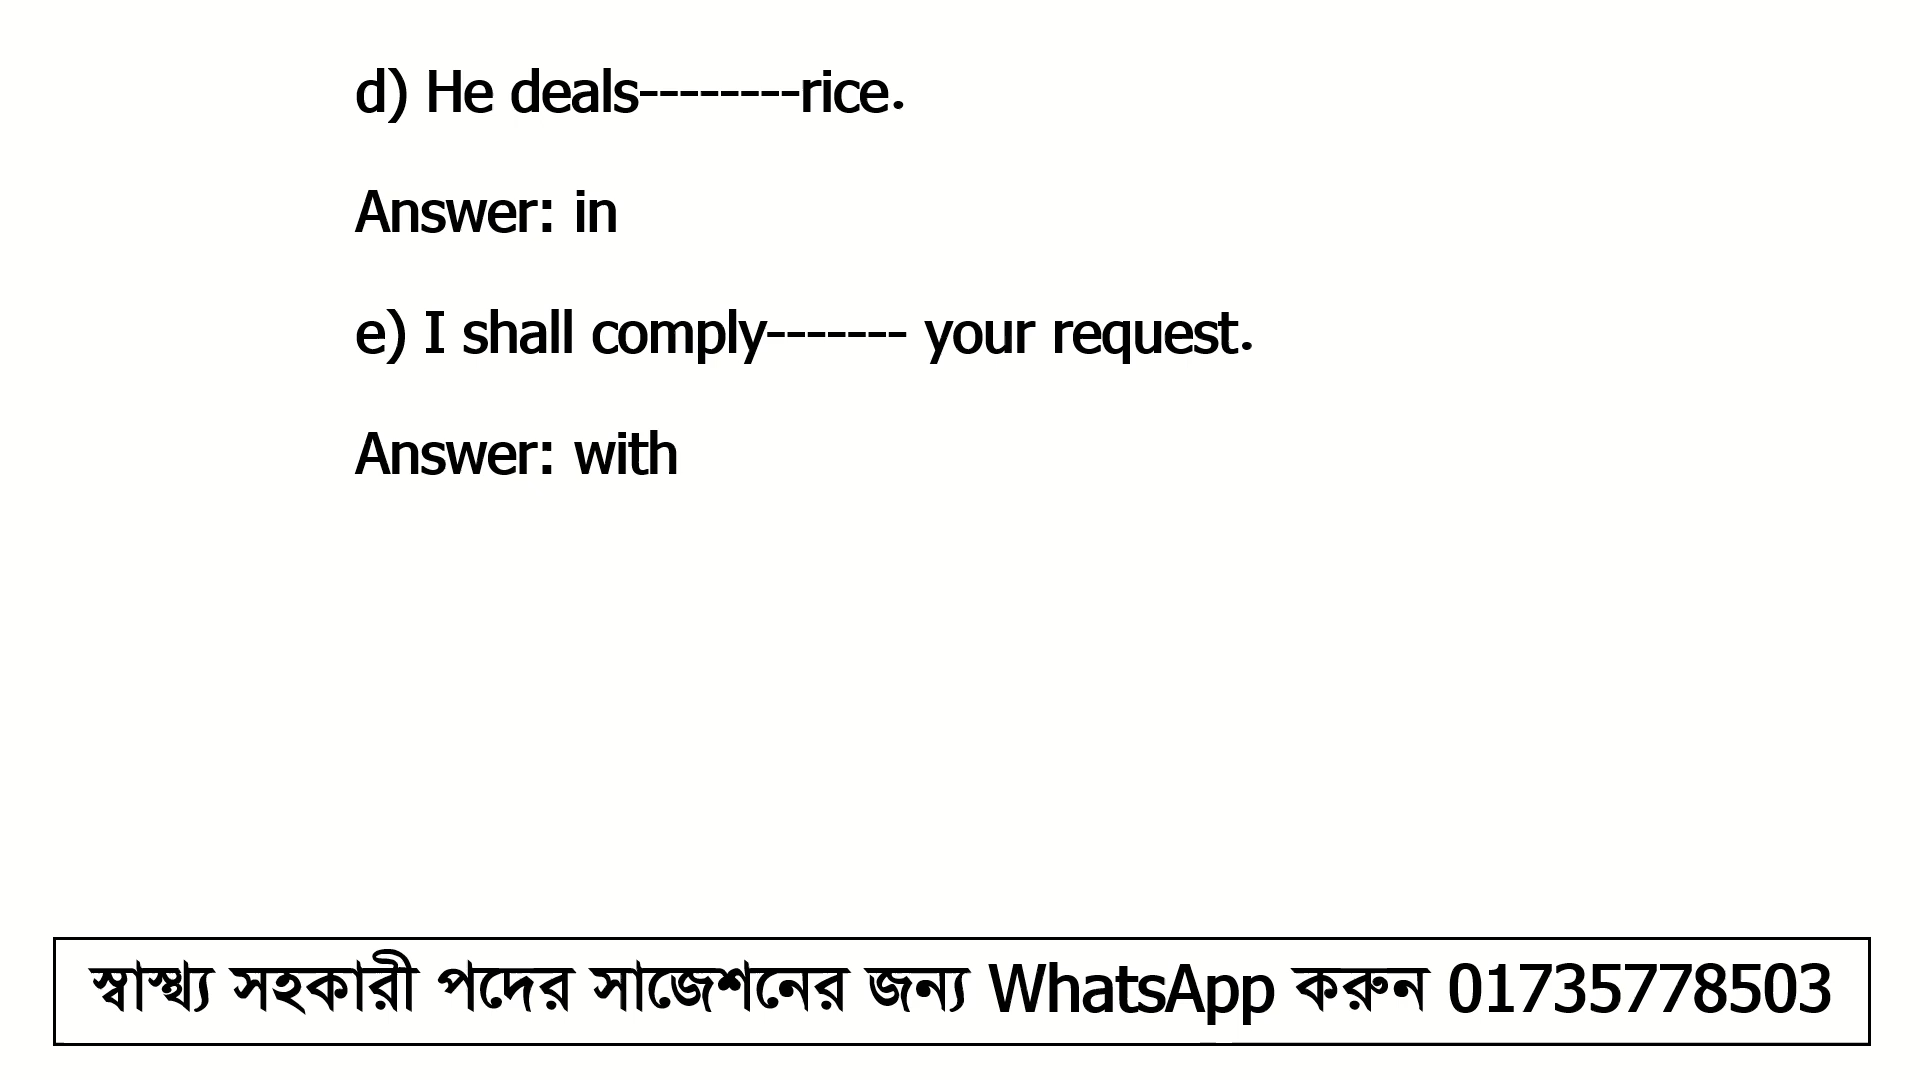 d) He deals--------rice.
Answer: in
e) I shall comply------- your request.
Answer: with
স্বাস্থ্য সহকারী পদের সাজেশনের জন্য WhatsApp করুন 01735778503